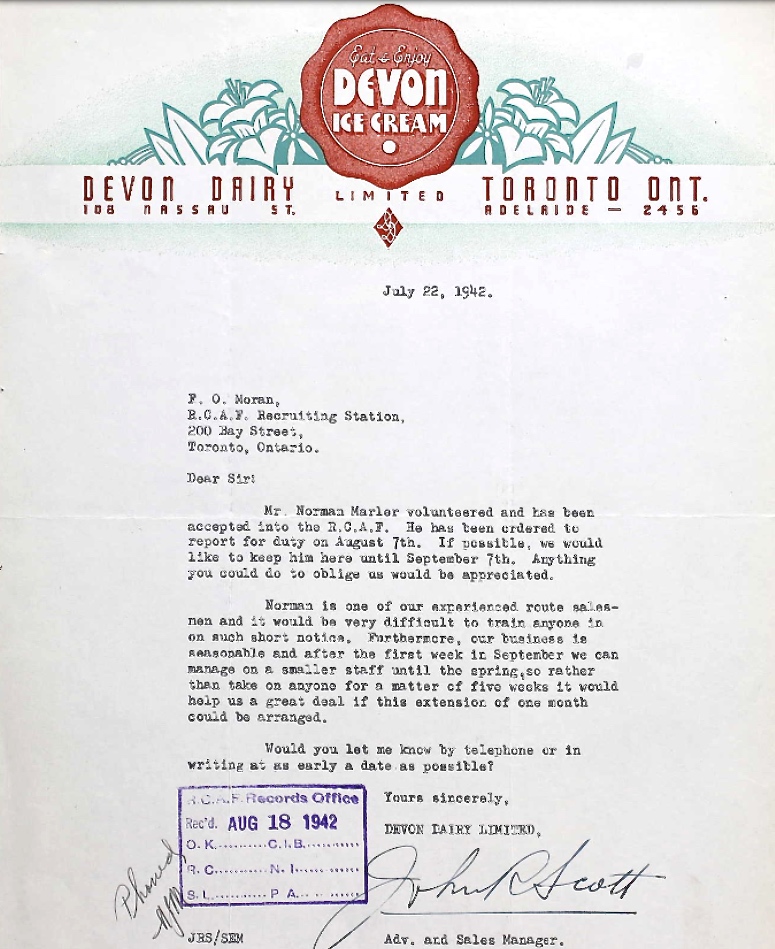 Eat & Enjoy
DEVON
ICE CREAM
DEVON DAIRY LIMITED TORONTO ONT.
108 NASSAU ST. ADELAIDE — 2456
July 22, 1942.
F. O. Moran,
R.C.A.F. Recruiting Station,
200 Bay Street,
Toronto, Ontario.
Dear Sir:
Mr. Norman Marler volunteered and has been
accepted into the R.C.A.F. He has been ordered to
report for duty on August 7th. If possible, we would
like to keep him here until September 7th. Anything
you could do to oblige us would be appreciated.
Norman is one of our experienced route sales-
men and it would be very difficult to train anyone in
on such short notice. Furthermore, our business is
seasonable and after the first week in September we can
manage on a smaller staff until the spring,so rather
than take on anyone for a matter of five weeks it would
help us a great deal if this extension of one month
could be arranged.
Would you let me know by telephone or in
writing at as early a date as possible?
Yours sincerely,
DEVON DAIRY LIMITED,
John R Scott
Adv. and Sales Manager.
R.C.A.F. Records Office
Rec'd. AUG 18 1942
O. K. .......... C. I. B. ..........
R. C. .......... N. I. ..........
S. L. .......... P A. ..........
Phoned
JRS/SEM